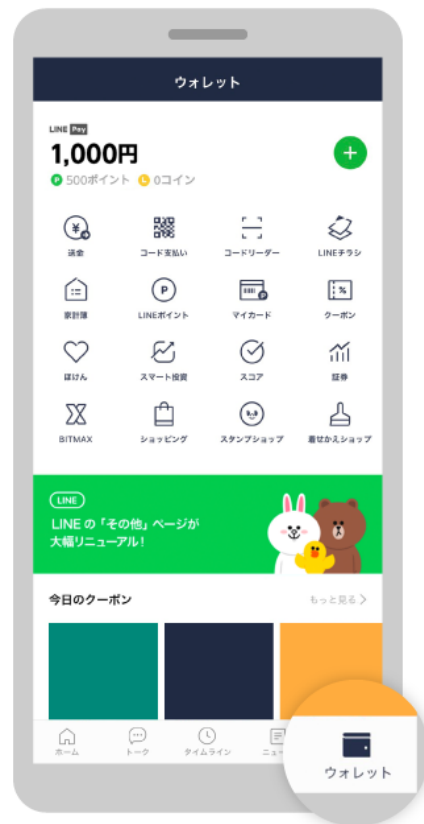 ウォレット
LINE Pay
1,000円
P 500ポイント L 0コイン
送金 コード支払い コードリーダー LINEチラシ
家計簿 LINEポイント マイカード クーポン
ほけん スマート投資 スコア 証券
BITMAX ショッピング スタンプショップ 着せかえショップ
LINE
LINE の「その他」ページが
大幅リニューアル!
今日のクーポン もっと見る
ホーム トーク タイムライン ニュー
ウォレット